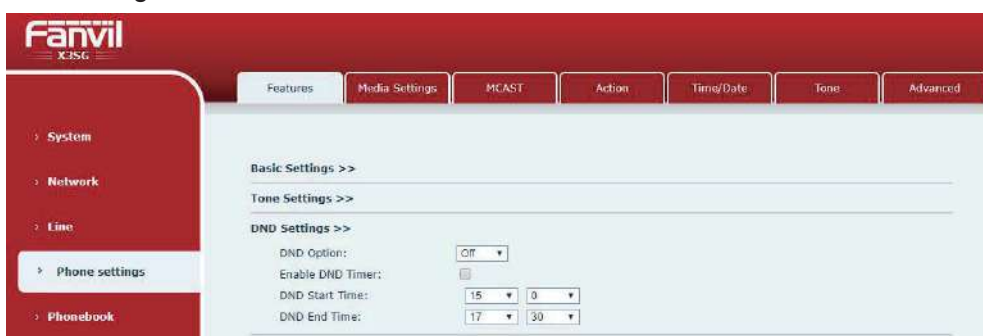 Fanvil
X3SG
Features Media Settings MCAST Action Time/Date Tone Advanced
› System
› Network
› Line
› Phone settings
› Phonebook
Basic Settings >>
Tone Settings >>
DND Settings >>
DND Option: Off
Enable DND Timer:
DND Start Time: 15 0
DND End Time: 17 30